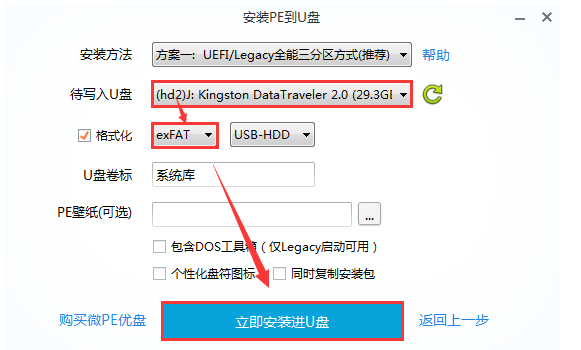 安装PE到U盘
安装方法 方案一：UEFI/Legacy全能三分区方式(推荐) 帮助
待写入U盘 (hd2)J: Kingston DataTraveler 2.0 (29.3GI
格式化 exFAT USB-HDD
U盘卷标 系统库
PE壁纸(可选) ...
包含DOS工具箱（仅Legacy启动可用）
个性化盘符图标 同时复制安装包
购买微PE优盘 立即安装进U盘 返回上一步